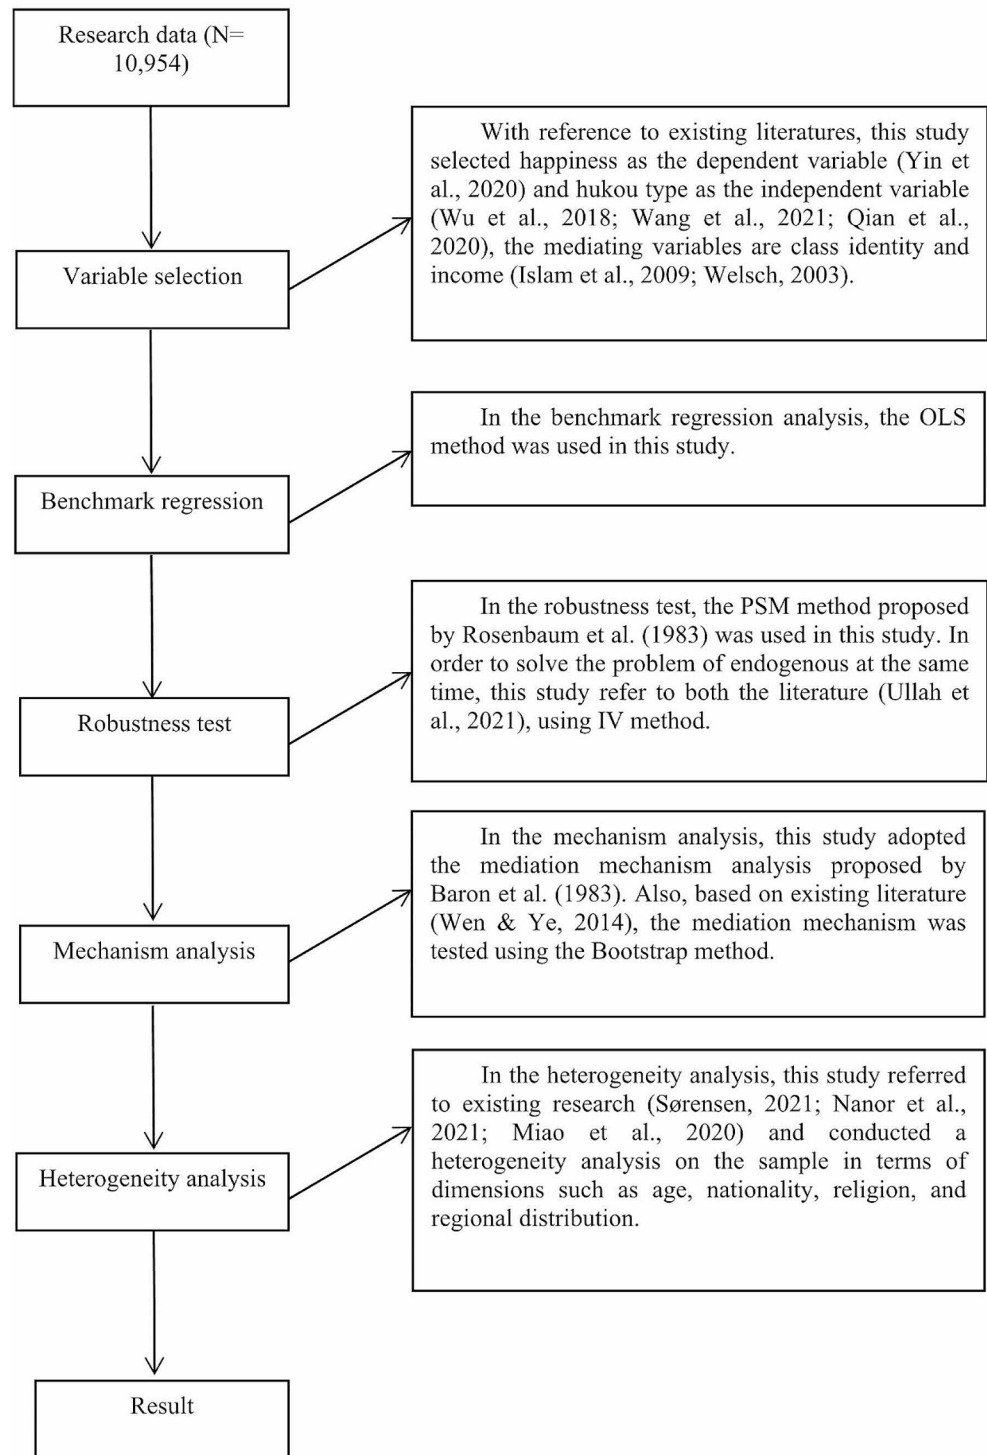 Research data (N=
10,954)
With reference to existing literatures, this study
selected happiness as the dependent variable (Yin et
al., 2020) and hukou type as the independent variable
(Wu et al., 2018; Wang et al., 2021; Qian et al.,
2020), the mediating variables are class identity and
income (Islam et al., 2009; Welsch, 2003).
Variable selection
In the benchmark regression analysis, the OLS
method was used in this study.
Benchmark regression
In the robustness test, the PSM method proposed
by Rosenbaum et al. (1983) was used in this study. In
order to solve the problem of endogenous at the same
time, this study refer to both the literature (Ullah et
al., 2021), using IV method.
Robustness test
In the mechanism analysis, this study adopted
the mediation mechanism analysis proposed by
Baron et al. (1983). Also, based on existing literature
(Wen & Ye, 2014), the mediation mechanism was
tested using the Bootstrap method.
Mechanism analysis
In the heterogeneity analysis, this study referred
to existing research (Sørensen, 2021; Nanor et al.,
2021; Miao et al., 2020) and conducted a
heterogeneity analysis on the sample in terms of
dimensions such as age, nationality, religion, and
regional distribution.
Heterogeneity analysis
Result